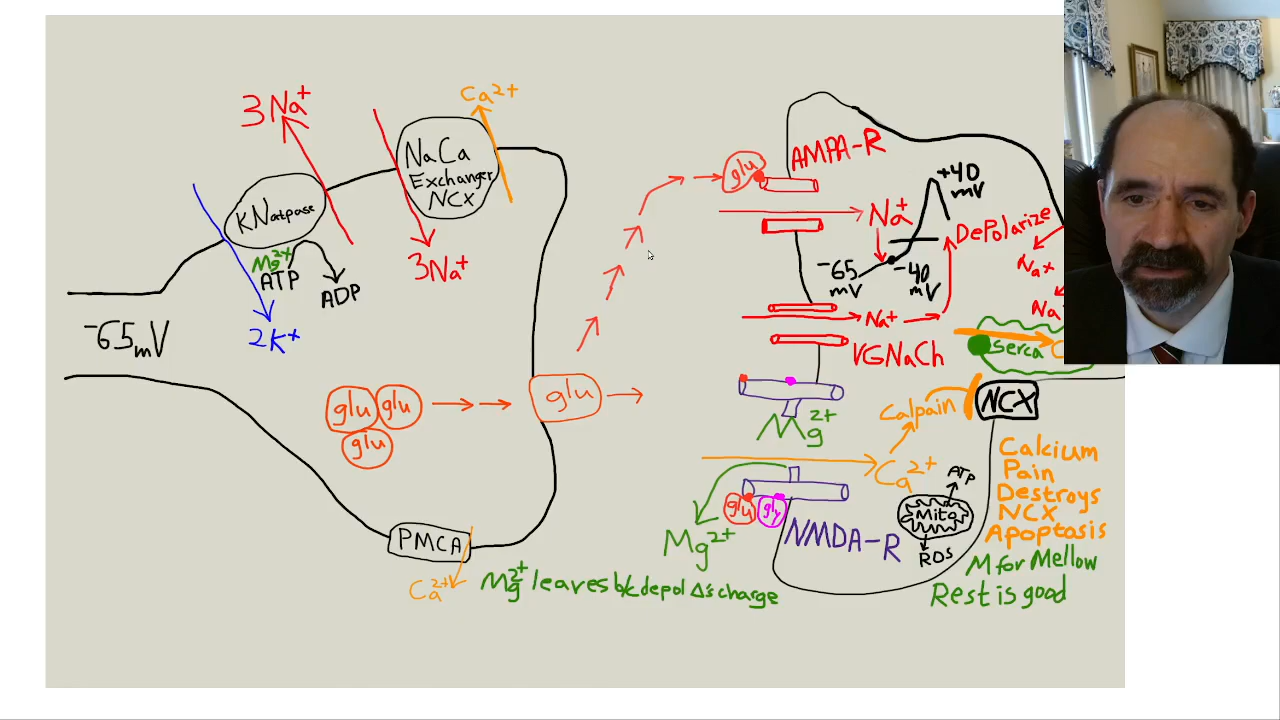 3Na+
Ca2+
NaCa
Exchanger
NCX
KNatpase
Mg2+
ATP
ADP
3Na+
2K+
-65mV
glu glu
glu
glu
PMCA
Ca2+
Mg2+ leaves b/c depol Δ's charge
glu
AMPA-R
Na+
+40
mV
DePolarize
-65
mV
-40
mV
Na+
Na+
Na+
VGNaCh
Serca
C
Mg2+
Calpain
NCX
Ca2+
ATP
Mito
ROS
glu
gly
Mg2+
NMDA-R
Calcium
Pain
Destroys
NCX
Apoptosis
M for Mellow
Rest is good